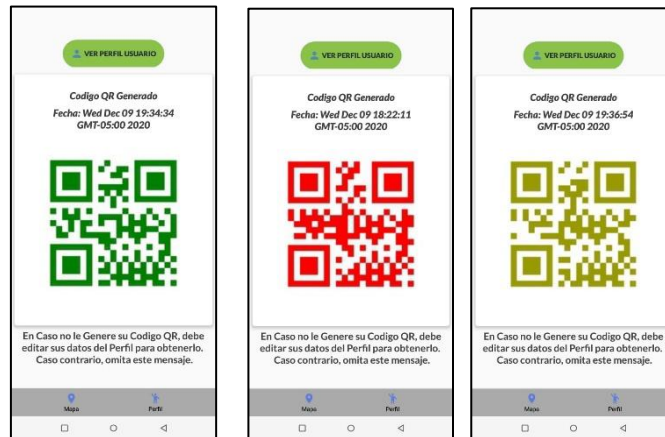 VER PERFIL USUARIO
Codigo QR Generado
Fecha: Wed Dec 09 19:34:34
GMT-05:00 2020
En Caso no le Genere su Codigo QR, debe
editar sus datos del Perfil para obtenerlo.
Caso contrario, omita este mensaje.
Mapa Perfil
VER PERFIL USUARIO
Codigo QR Generado
Fecha: Wed Dec 09 18:22:11
GMT-05:00 2020
En Caso no le Genere su Codigo QR, debe
editar sus datos del Perfil para obtenerlo.
Caso contrario, omita este mensaje.
Mapa Perfil
VER PERFIL USUARIO
Codigo QR Generado
Fecha: Wed Dec 09 19:36:54
GMT-05:00 2020
En Caso no le Genere su Codigo QR, debe
editar sus datos del Perfil para obtenerlo.
Caso contrario, omita este mensaje.
Mapa Perfil